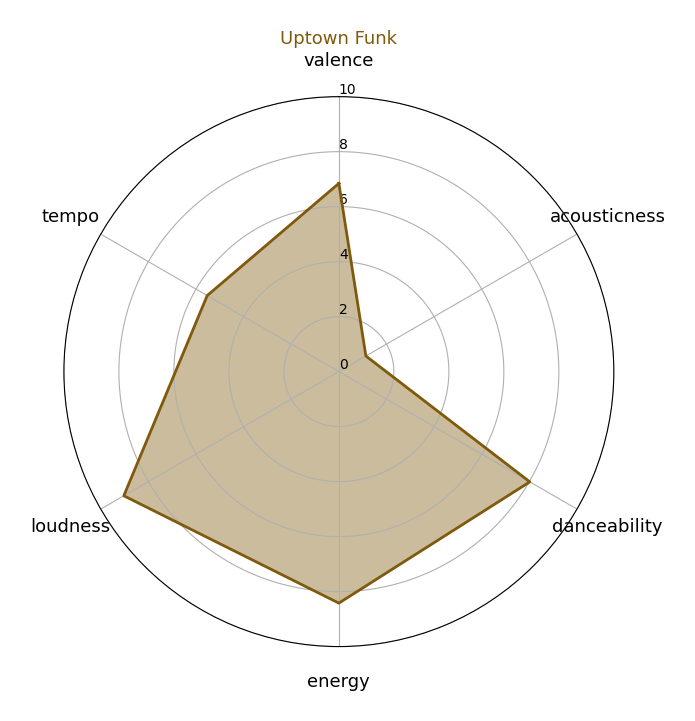 Uptown Funk
valence
10
8
tempo
acousticness
6
4
2
0
loudness
danceability
energy